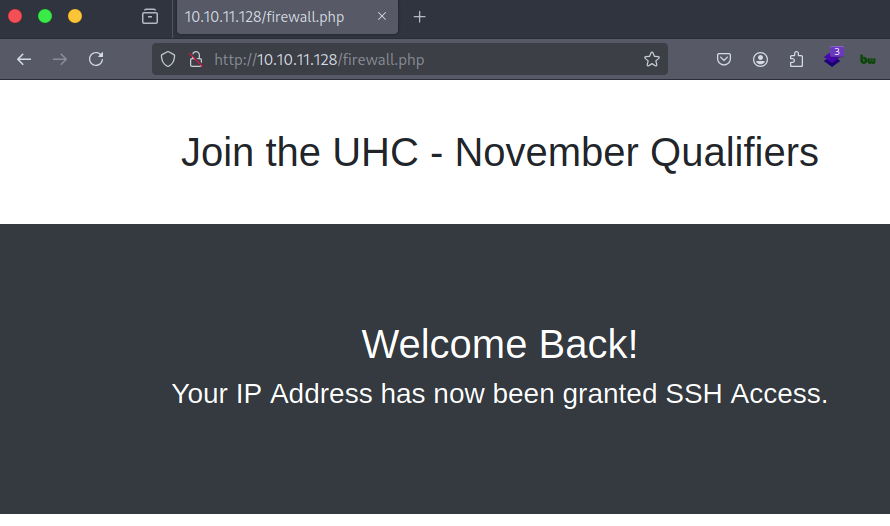 10.10.11.128/firewall.php
http://10.10.11.128/firewall.php
3
bw
Join the UHC - November Qualifiers
Welcome Back!
Your IP Address has now been granted SSH Access.